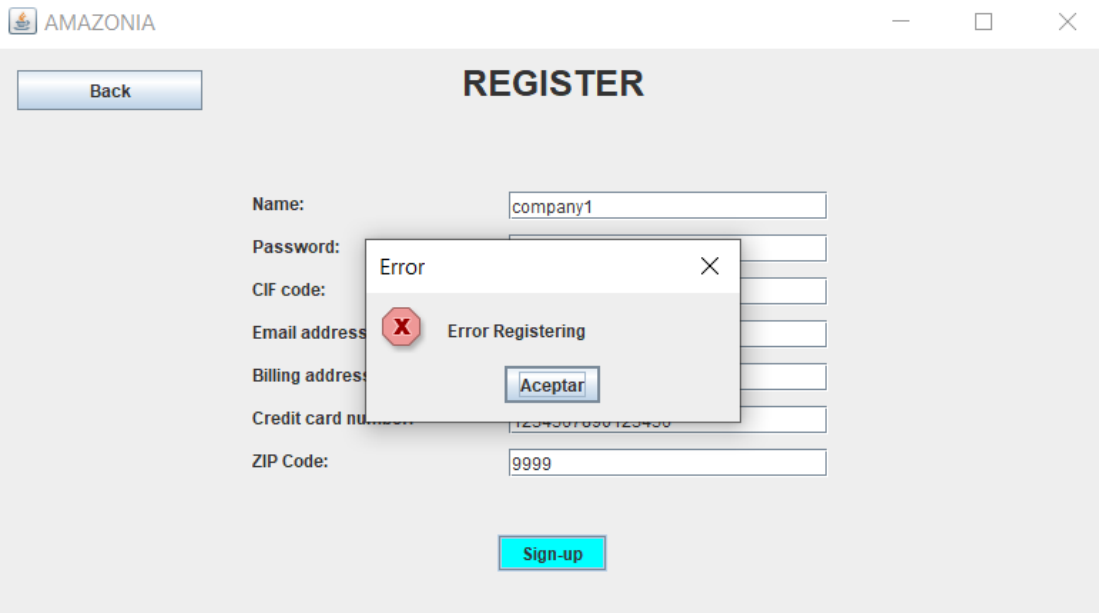 AMAZONIA
Back
REGISTER
Name:
company1
Password:
CIF code:
Email address
Billing address
Credit card number:
1234567890123456
ZIP Code:
9999
Error
Error Registering
Aceptar
Sign-up